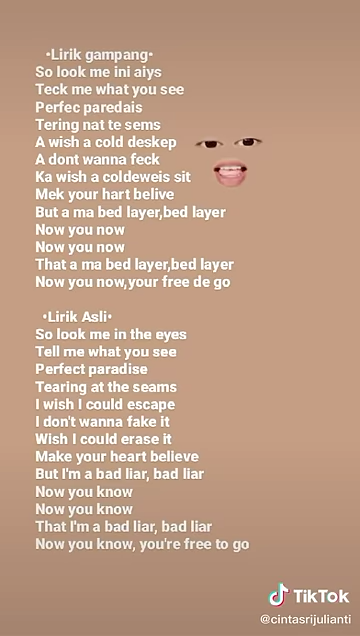 •Lirik gampang•
So look me ini aiys
Teck me what you see
Perfec paredais
Tering nat te sems
A wish a cold deskep
A dont wanna feck
Ka wish a coldeweis sit
Mek your hart belive
But a ma bed layer,bed layer
Now you now
Now you now
That a ma bed layer,bed layer
Now you now,your free de go
•Lirik Asli•
So look me in the eyes
Tell me what you see
Perfect paradise
Tearing at the seams
I wish I could escape
I don't wanna fake it
Wish I could erase it
Make your heart believe
But I'm a bad liar, bad liar
Now you know
Now you know
That I'm a bad liar, bad liar
Now you know, you're free to go
TikTok
@cintasrijulianti